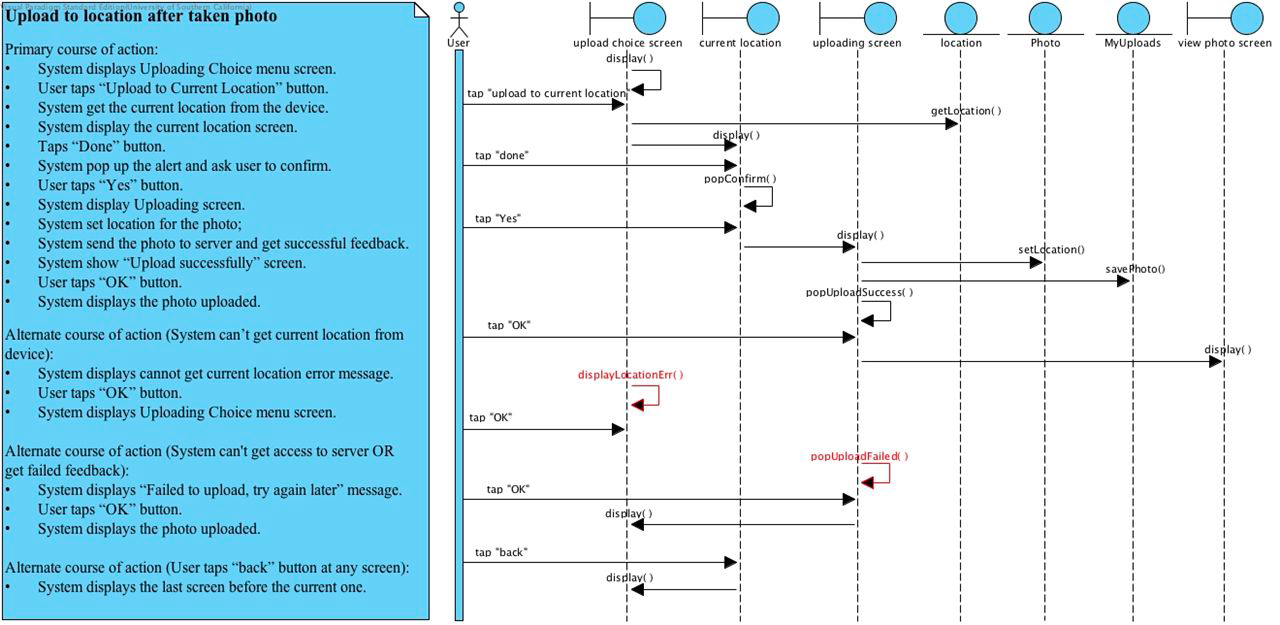 Visual Paradigm Standard Edition(University of Southern California)
Upload to location after taken photo
Primary course of action:
• System displays Uploading Choice menu screen.
• User taps “Upload to Current Location” button.
• System get the current location from the device.
• System display the current location screen.
• Taps “Done” button.
• System pop up the alert and ask user to confirm.
• User taps “Yes” button.
• System display Uploading screen.
• System set location for the photo;
• System send the photo to server and get successful feedback.
• System show “Upload successfully” screen.
• User taps “OK” button.
• System displays the photo uploaded.
Alternate course of action (System can’t get current location from
device):
• System displays cannot get current location error message.
• User taps “OK” button.
• System displays Uploading Choice menu screen.
Alternate course of action (System can't get access to server OR
get failed feedback):
• System displays “Failed to upload, try again later” message.
• User taps “OK” button.
• System displays the photo uploaded.
Alternate course of action (User taps “back” button at any screen):
• System displays the last screen before the current one.
User
upload choice screen
current location
uploading screen
location
Photo
MyUploads
view photo screen
display( )
tap "upload to current location
getLocation( )
display( )
tap "done"
popConfirm( )
tap "Yes"
display( )
setLocation()
savePhoto()
popUploadSuccess( )
tap "OK"
display( )
displayLocationErr( )
tap "OK"
popUploadFailed( )
tap "OK"
display( )
tap "back"
display( )